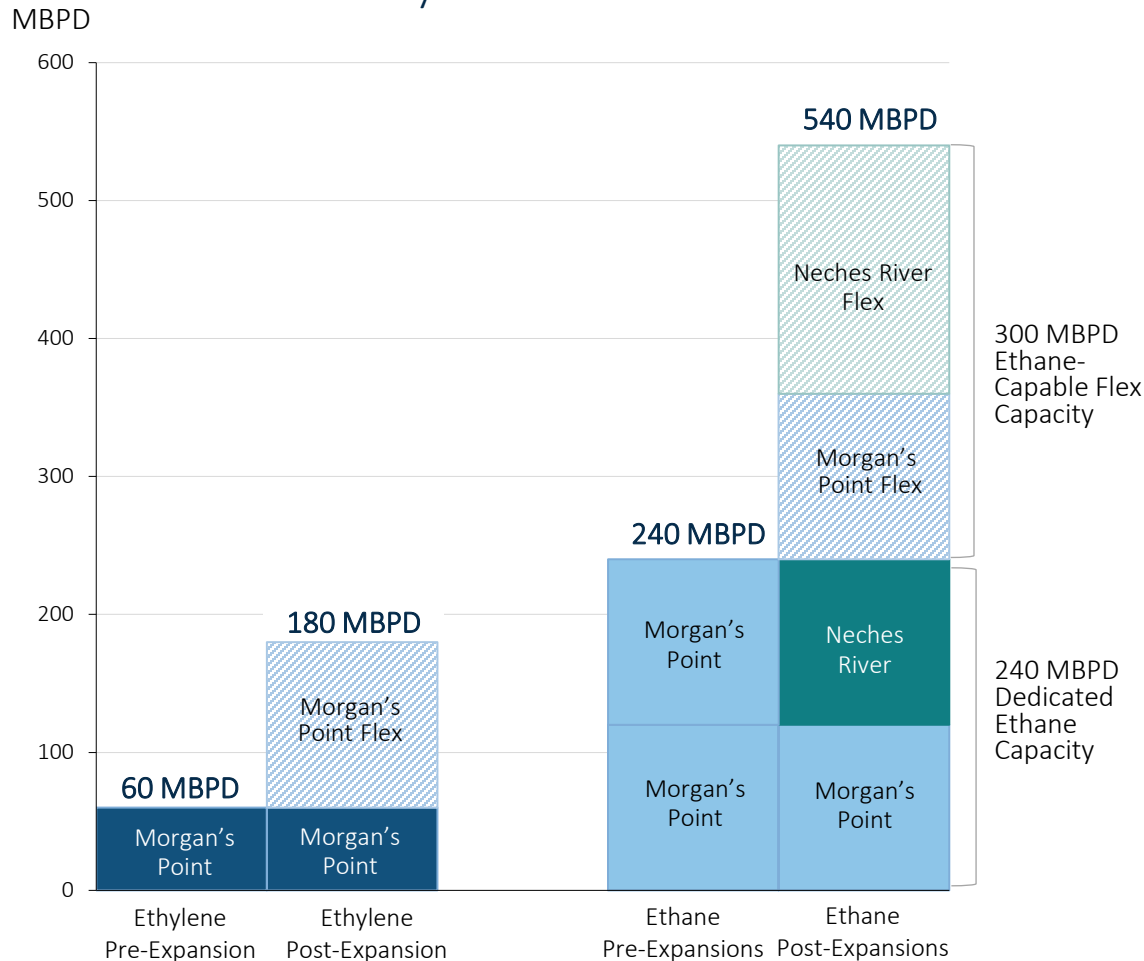 MBPD
600
500
400
300
200
100
0
60 MBPD
Morgan’s
Point
180 MBPD
Morgan’s
Point Flex
Morgan’s
Point
240 MBPD
Morgan’s
Point
Morgan’s
Point
540 MBPD
Neches River
Flex
Morgan’s
Point Flex
Neches
River
Morgan’s
Point
300 MBPD
Ethane-
Capable Flex
Capacity
240 MBPD
Dedicated
Ethane
Capacity
Ethylene
Pre-Expansion
Ethylene
Post-Expansion
Ethane
Pre-Expansions
Ethane
Post-Expansions